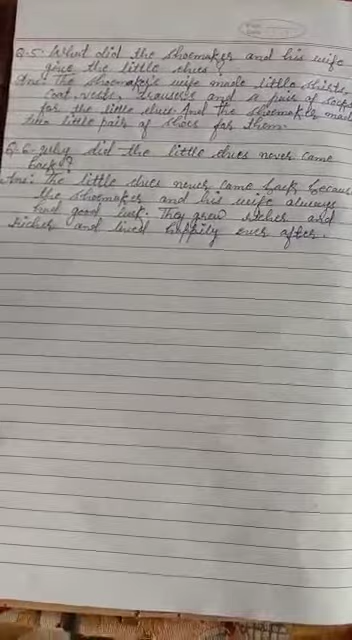 Q.5. What did the shoemaker and his wife
give the little elves?
Ans: The shoemaker's wife made little shirts,
coat, vests, trousers and a pair of socks
for the little elves. And the shoemaker made
two little pair of shoes for them.
Q.6. Why did the little elves never came
back?
Ans: The little elves never came back because
the shoemaker and his wife always
had good luck. They grew richer and
richer and lived happily ever after.